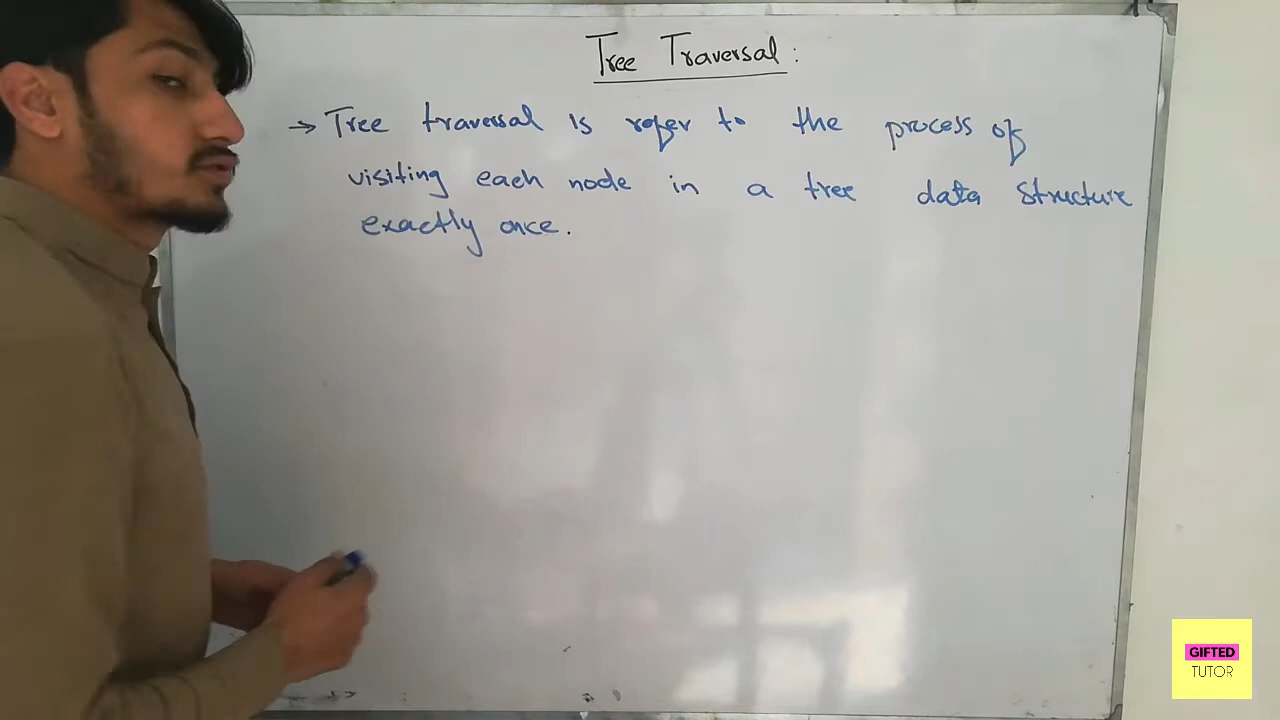 Tree Traversal:
→ Tree traversal is refer to the process of
visiting each node in a tree data structure
exactly once.
GIFTED
TUTOR